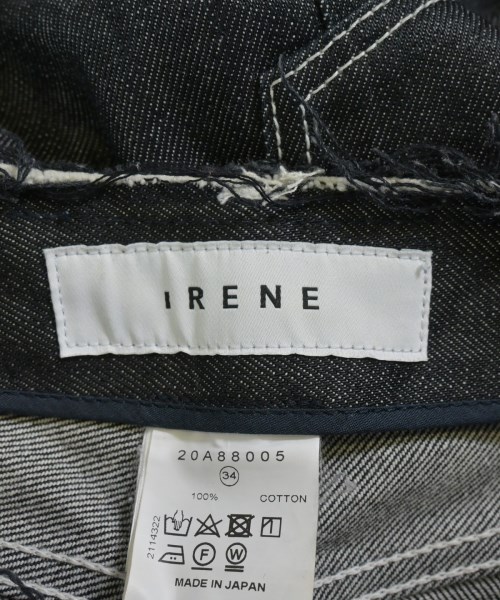 IRENE
20A88005
34
100% COTTON
2114322
F W
MADE IN JAPAN